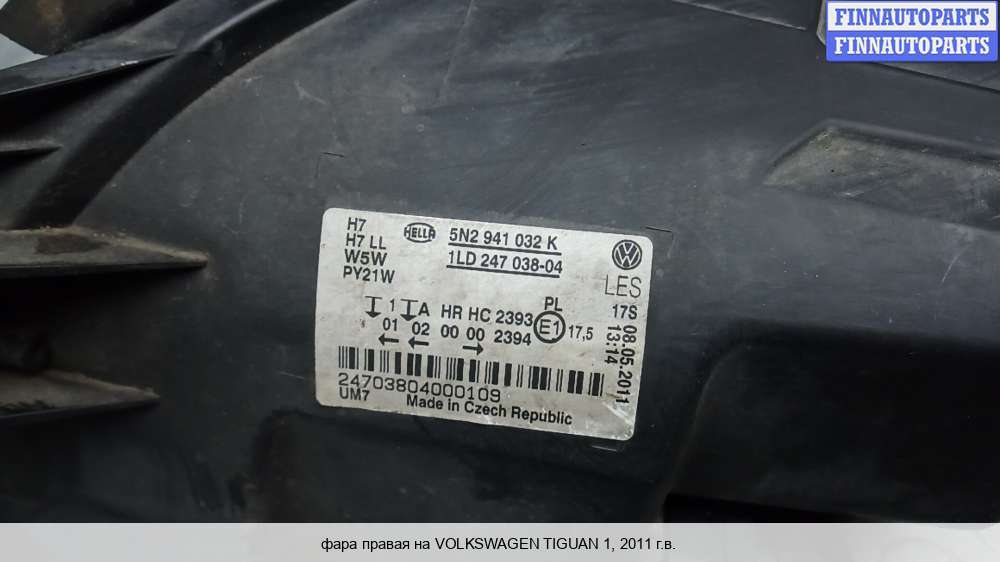 FINNAUTOPARTS
FINNAUTOPARTS
H7
H7 LL
W5W
PY21W
HELLA
5N2 941 032 K
1LD 247 038-04
VW
LES
17S
08.05.2011
13:14
1 A HR HC 2393 PL
01 02 00 00 2394 E1 17,5
24703804000109
UM7 Made in Czech Republic
фара правая на VOLKSWAGEN TIGUAN 1, 2011 г.в.